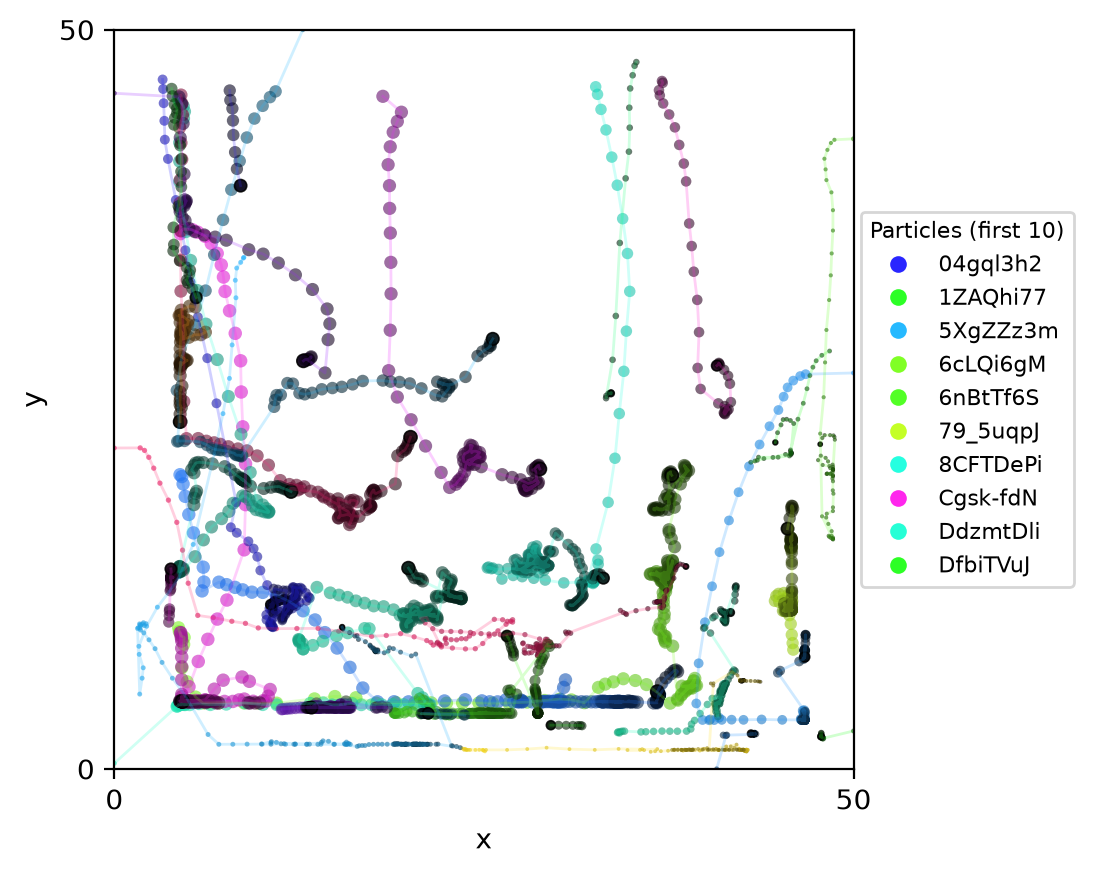 50
y
0
0
50
x
Particles (first 10)
04gql3h2
1ZAQhi77
5XgZZz3m
6cLQi6gM
6nBtTf6S
79_5uqpJ
8CFTDePi
Cgsk-fdN
DdzmtDli
DfbiTVuJ